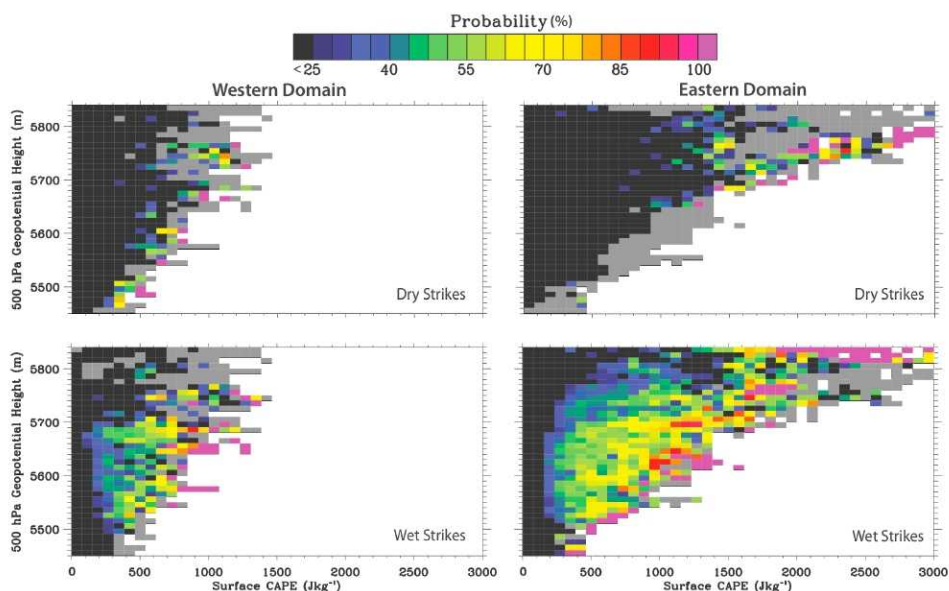 Probability (%)
<25 40 55 70 85 100
Western Domain Eastern Domain
500 hPa Geopotential Height (m)
5800
5700
5600
5500
Dry Strikes
Dry Strikes
500 hPa Geopotential Height (m)
5800
5700
5600
5500
Wet Strikes
Wet Strikes
0 500 1000 1500 2000 2500 3000 500 1000 1500 2000 2500 3000
Surface CAPE (Jkg⁻¹) Surface CAPE (Jkg⁻¹)